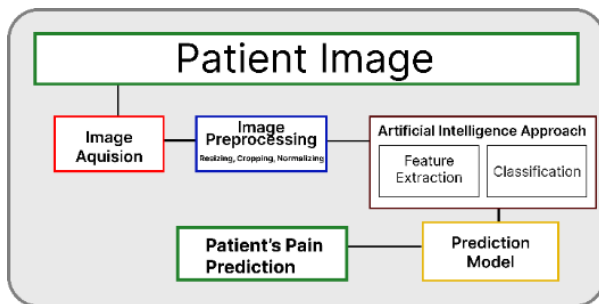 Patient Image
Image
Aquision
Image
Preprocessing
Resizing, Cropping, Normalizing
Artificial Intelligence Approach
Feature
Extraction
Classification
Patient's Pain
Prediction
Prediction
Model